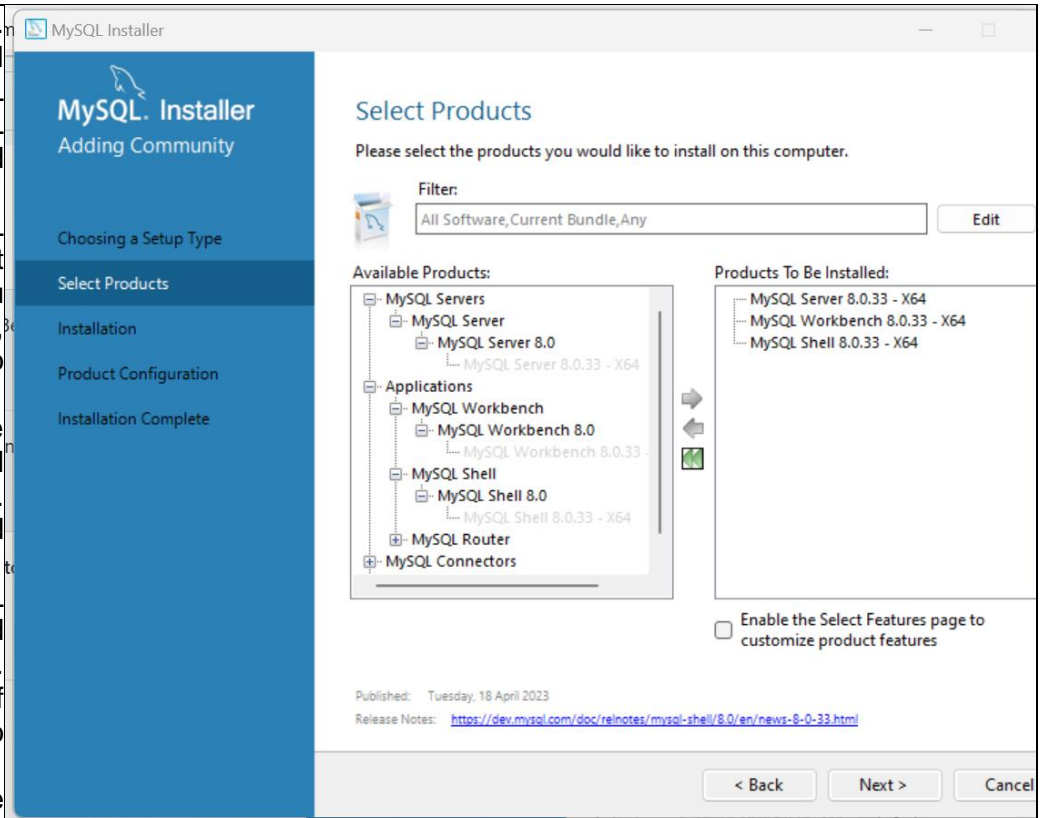 MySQL Installer
MySQL. Installer
Adding Community
Choosing a Setup Type
Select Products
Installation
Product Configuration
Installation Complete
Select Products
Please select the products you would like to install on this computer.
Filter:
All Software,Current Bundle,Any
Edit
Available Products:
MySQL Servers
MySQL Server
MySQL Server 8.0
MySQL Server 8.0.33 - X64
Applications
MySQL Workbench
MySQL Workbench 8.0
MySQL Workbench 8.0.33 -
MySQL Shell
MySQL Shell 8.0
MySQL Shell 8.0.33 - X64
MySQL Router
MySQL Connectors
Products To Be Installed:
MySQL Server 8.0.33 - X64
MySQL Workbench 8.0.33 - X64
MySQL Shell 8.0.33 - X64
Enable the Select Features page to
customize product features
Published: Tuesday, 18 April 2023
Release Notes: https://dev.mysql.com/doc/relnotes/mysql-shell/8.0/en/news-8-0-33.html
< Back
Next >
Cancel